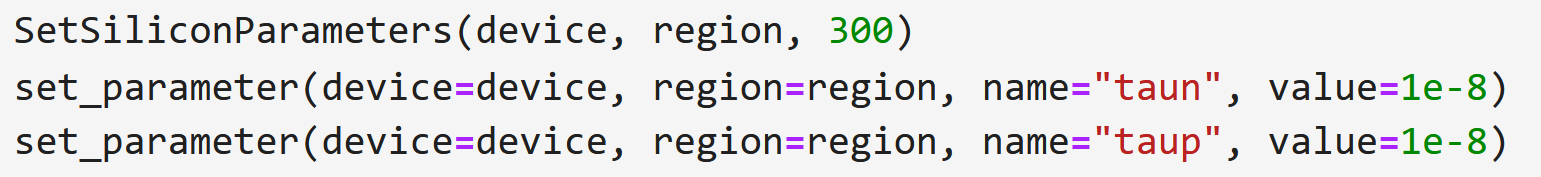 SetSiliconParameters(device, region, 300)
set_parameter(device=device, region=region, name="taun", value=1e-8)
set_parameter(device=device, region=region, name="taup", value=1e-8)